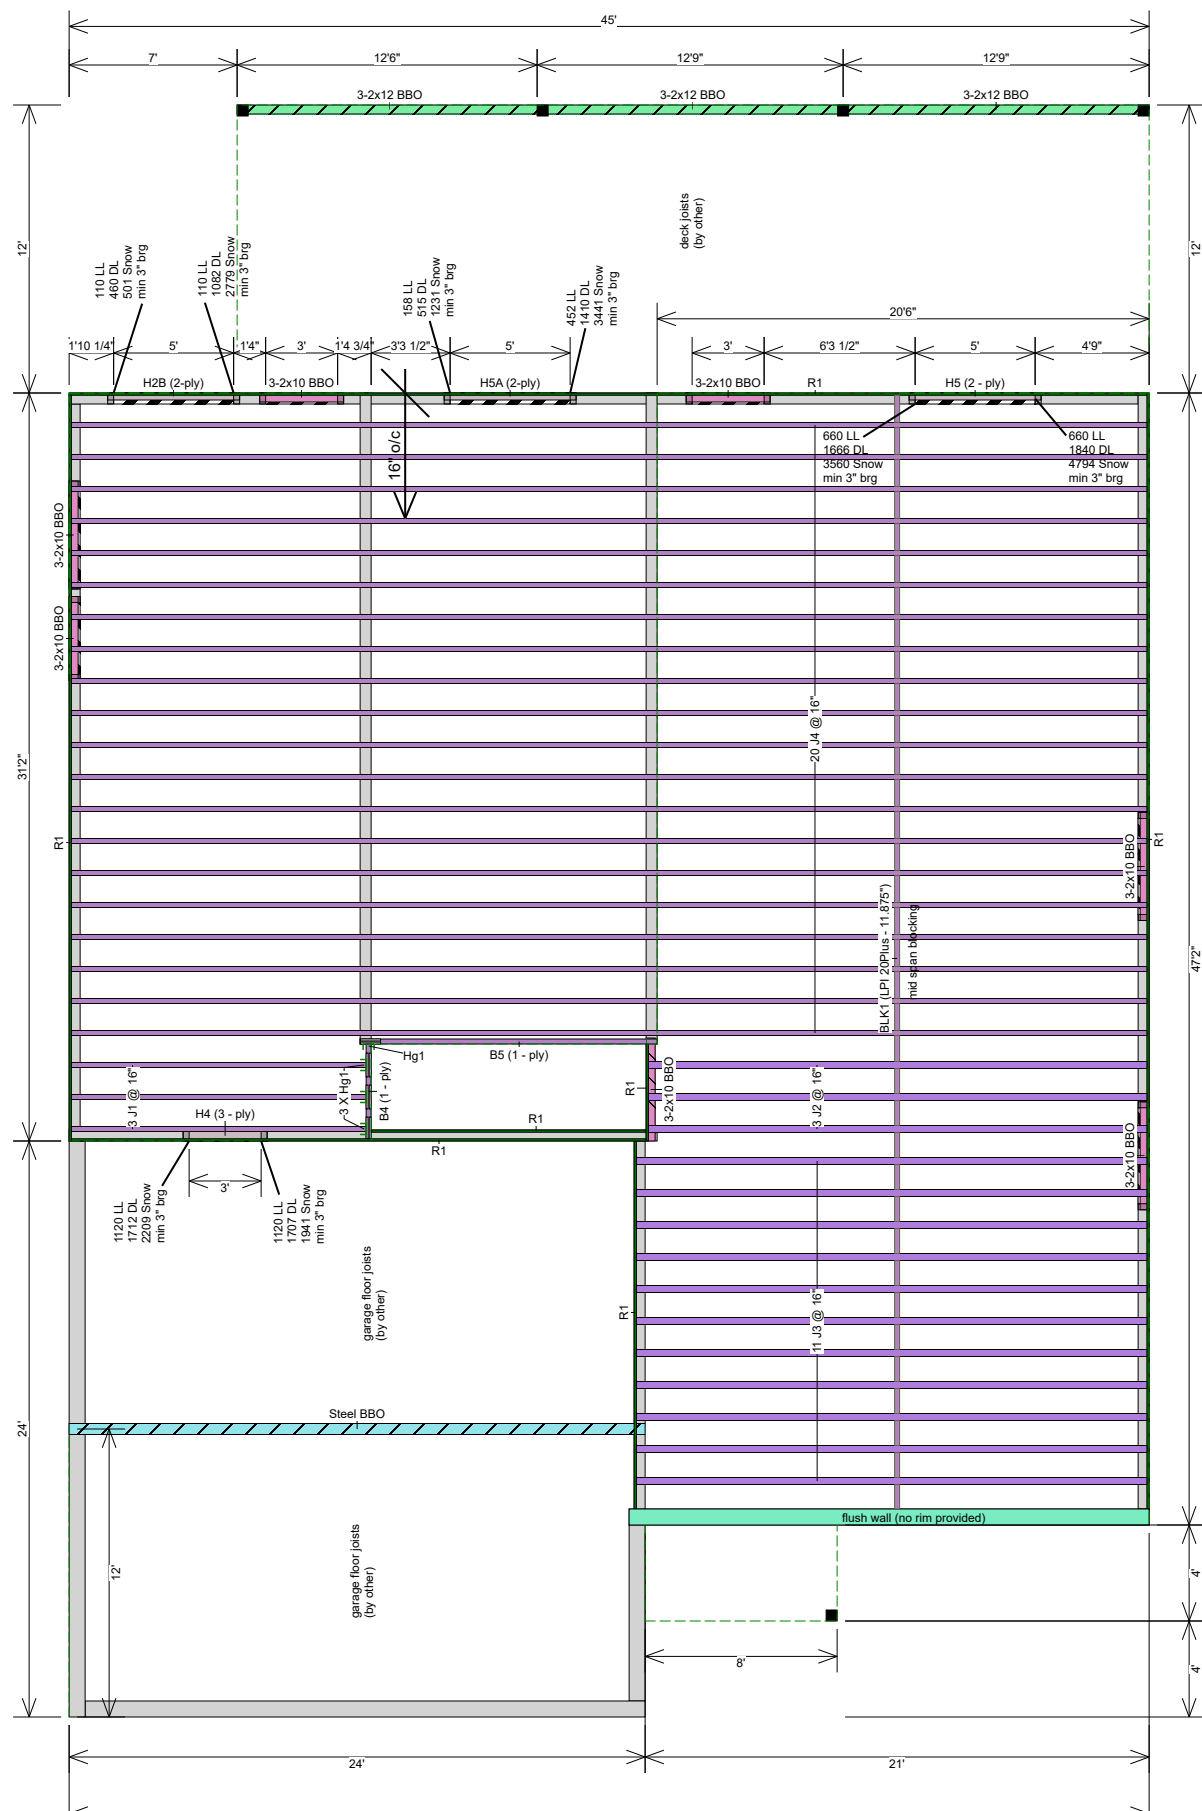 45'
7'
12'6"
12'9"
12'9"
3-2x12 BBO
3-2x12 BBO
3-2x12 BBO
12'
12'
deck joists
(by other)
110 LL
460 DL
501 Snow
min 3" brg
110 LL
1082 DL
2779 Snow
min 3" brg
158 LL
515 DL
1231 Snow
min 3" brg
452 LL
1410 DL
3441 Snow
min 3" brg
20'6"
1'10 1/4"
5'
1'4"
3'
1'4 3/4"
3'3 1/2"
5'
3'
6'3 1/2"
5'
4'9"
H2B (2-ply)
3-2x10 BBO
H5A (2-ply)
3-2x10 BBO
R1
H5 (2 - ply)
16" o/c
660 LL
1666 DL
3560 Snow
min 3" brg
660 LL
1840 DL
4794 Snow
min 3" brg
3-2x10 BBO
3-2x10 BBO
20 J4 @ 16"
31'2"
R1
R1
3-2x10 BBO
BLK1 (LPI 20Plus - 11.875")
mid span blocking
47'2"
Hg1
B5 (1 - ply)
3 J1 @ 16"
H4 (3 - ply)
3 X Hg1
B4 (1 - ply)
R1
R1
3-2x10 BBO
3 J2 @ 16"
3-2x10 BBO
R1
1120 LL
1712 DL
2209 Snow
min 3" brg
3'
1120 LL
1707 DL
1941 Snow
min 3" brg
garage floor joists
(by other)
R1
11 J3 @ 16"
Steel BBO
24'
flush wall (no rim provided)
12'
garage floor joists
(by other)
4'
8'
4'
24'
21'